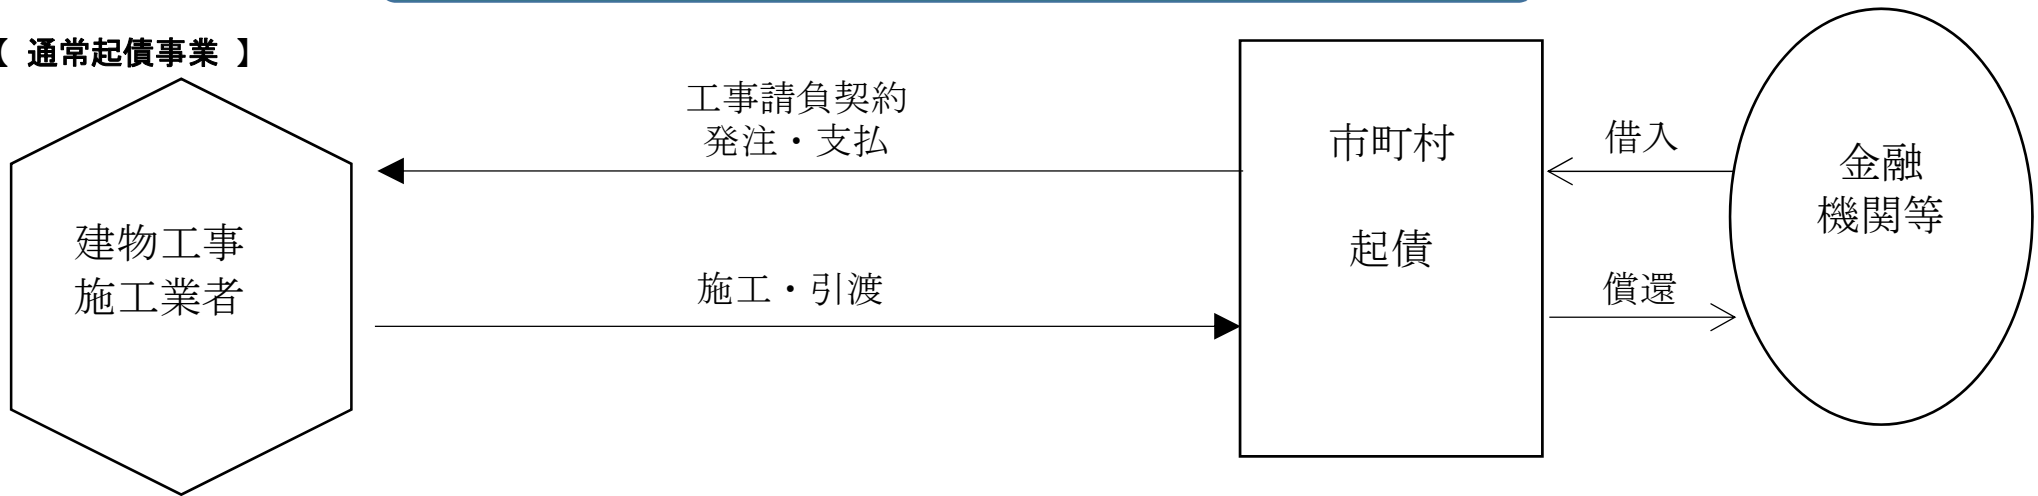 【 通常起債事業 】
建物工事
施工業者
工事請負契約
発注・支払
施工・引渡
市町村
起債
借入
償還
金融
機関等